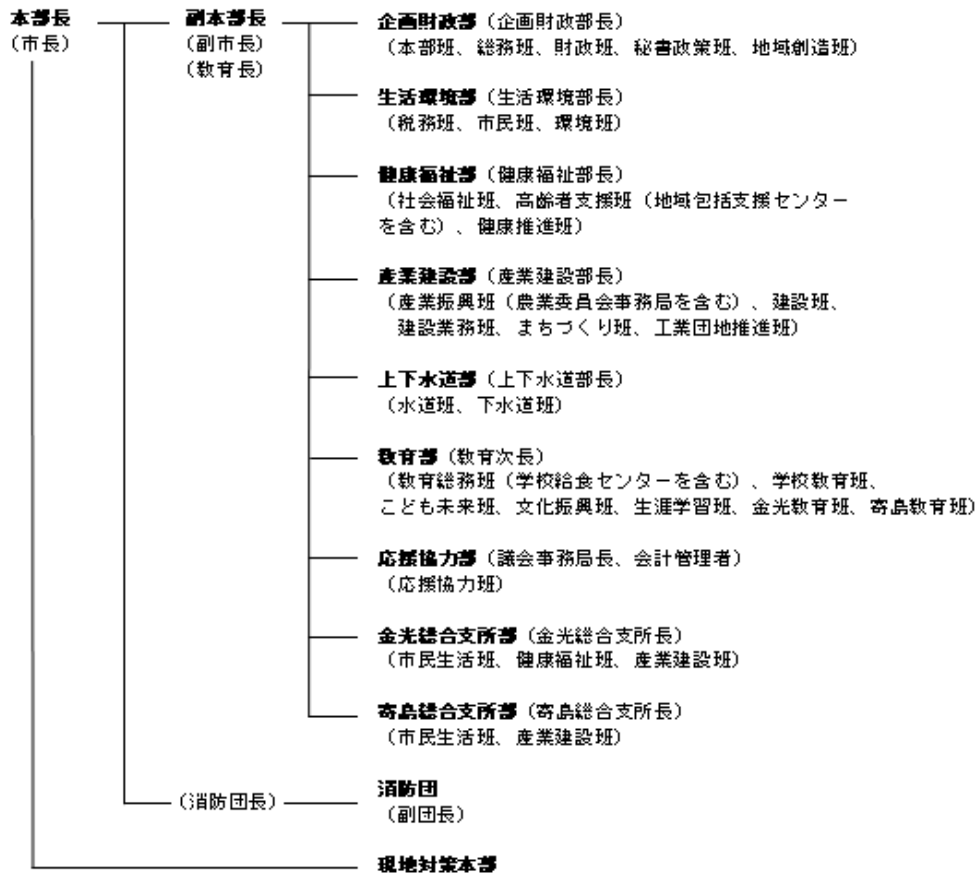 本部長
(市長)
副本部長
(副市長)
(教育長)
企画財政部(企画財政部長)
(本部班、総務班、財政班、秘書政策班、地域創造班)
生活環境部(生活環境部長)
(税務班、市民班、環境班)
健康福祉部(健康福祉部長)
(社会福祉班、高齢者支援班(地域包括支援センター
を含む)、健康推進班)
産業建設部(産業建設部長)
(産業振興班(農業委員会事務局を含む)、建設班、
建設業務班、まちづくり班、工業団地推進班)
上下水道部(上下水道部長)
(水道班、下水道班)
教育部(教育次長)
(教育総務班(学校給食センターを含む)、学校教育班、
こども未来班、文化振興班、生涯学習班、金光教育班、寄島教育班)
応援協力部(議会事務局長、会計管理者)
(応援協力班)
金光総合支所部(金光総合支所長)
(市民生活班、健康福祉班、産業建設班)
寄島総合支所部(寄島総合支所長)
(市民生活班、産業建設班)
(消防団長)
消防団
(副団長)
現地対策本部